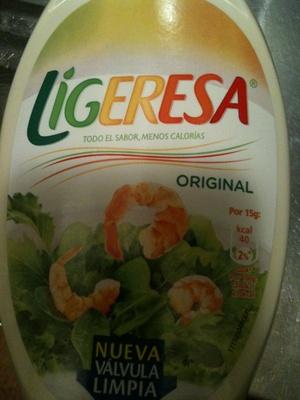 LIGERESA®
TODO EL SABOR, MENOS CALORÍAS
ORIGINAL
Por 15g:
kcal
40
2%
NUEVA
VÁLVULA
LIMPIA